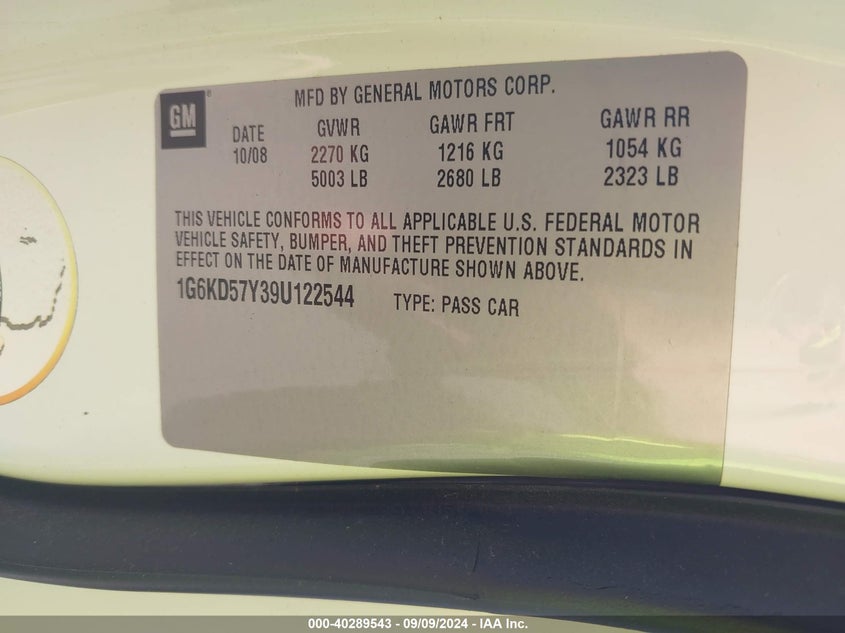 GM
MFD BY GENERAL MOTORS CORP.
DATE GVWR GAWR FRT GAWR RR
10/08 2270 KG 1216 KG 1054 KG
5003 LB 2680 LB 2323 LB
THIS VEHICLE CONFORMS TO ALL APPLICABLE U.S. FEDERAL MOTOR
VEHICLE SAFETY, BUMPER, AND THEFT PREVENTION STANDARDS IN
EFFECT ON THE DATE OF MANUFACTURE SHOWN ABOVE.
1G6KD57Y39U122544 TYPE: PASS CAR
000-40289543 - 09/09/2024 - IAA Inc.